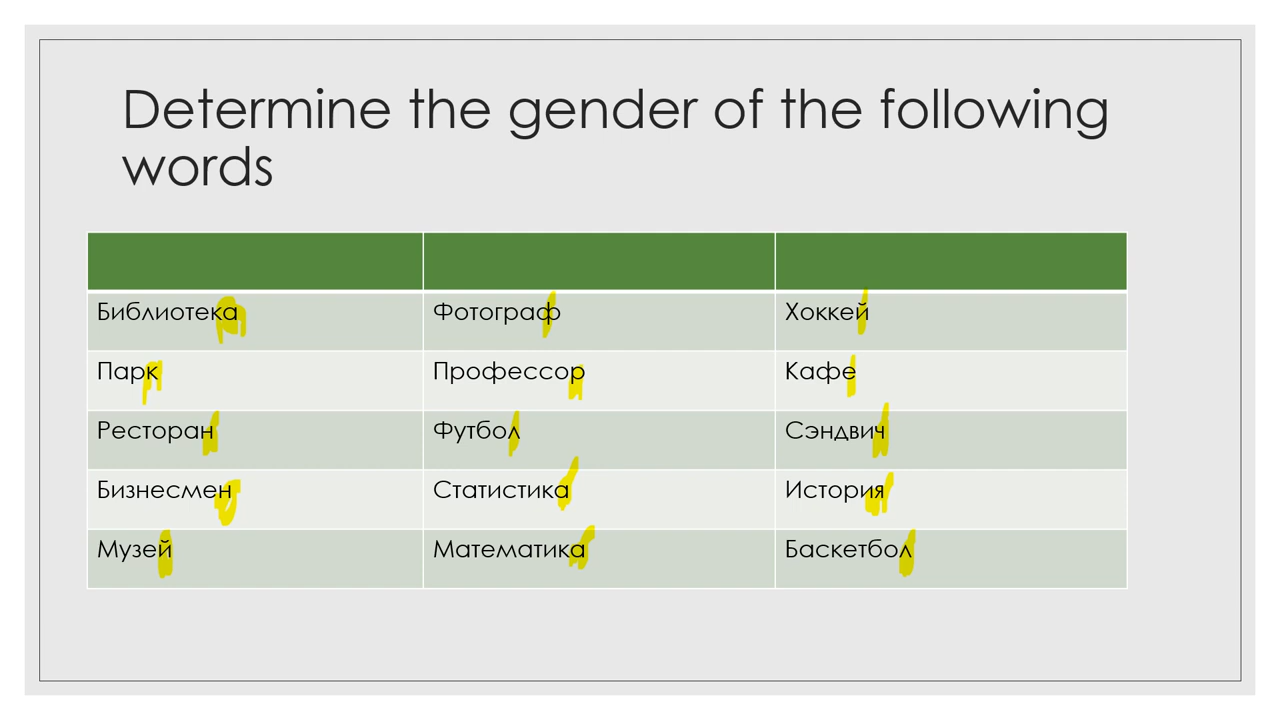 Determine the gender of the following
words
Библиотека Фотограф Хоккей
Парк Профессор Кафе
Ресторан Футбол Сэндвич
Бизнесмен Статистика История
Музей Математика Баскетбол